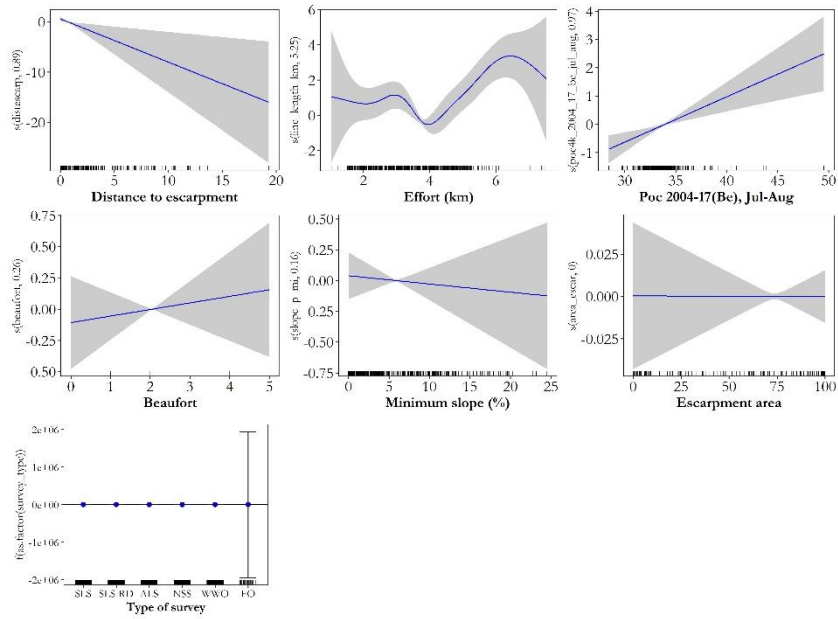 s(distescarp, 0.89)
0
-10
-20
0 5 10 15 20
Distance to escarpment
s(line_length_km, 5.25)
6
4
2
0
-2
2 4 6
Effort (km)
s(poc4k_2004_17_be_jul_aug, 0.97)
4
3
2
1
0
-1
30 35 40 45 50
Poc 2004-17(Be), Jul-Aug
s(beaufort, 0.26)
0.75
0.50
0.25
0.00
0.25
0.50
0 1 2 3 4 5
Beaufort
s(slope_p_mi, 0.16)
0.50
0.25
0.00
-0.25
-0.50
-0.75
0 5 10 15 20 25
Minimum slope (%)
s(area_escar, 0)
0.025
0.000
-0.025
0 25 50 75 100
Escarpment area
f(as.factor(survey_type))
2e+06
1e+06
0e+00
-1e+06
-2e+06
SLS SLS RD ALS NSS WWO FO
Type of survey